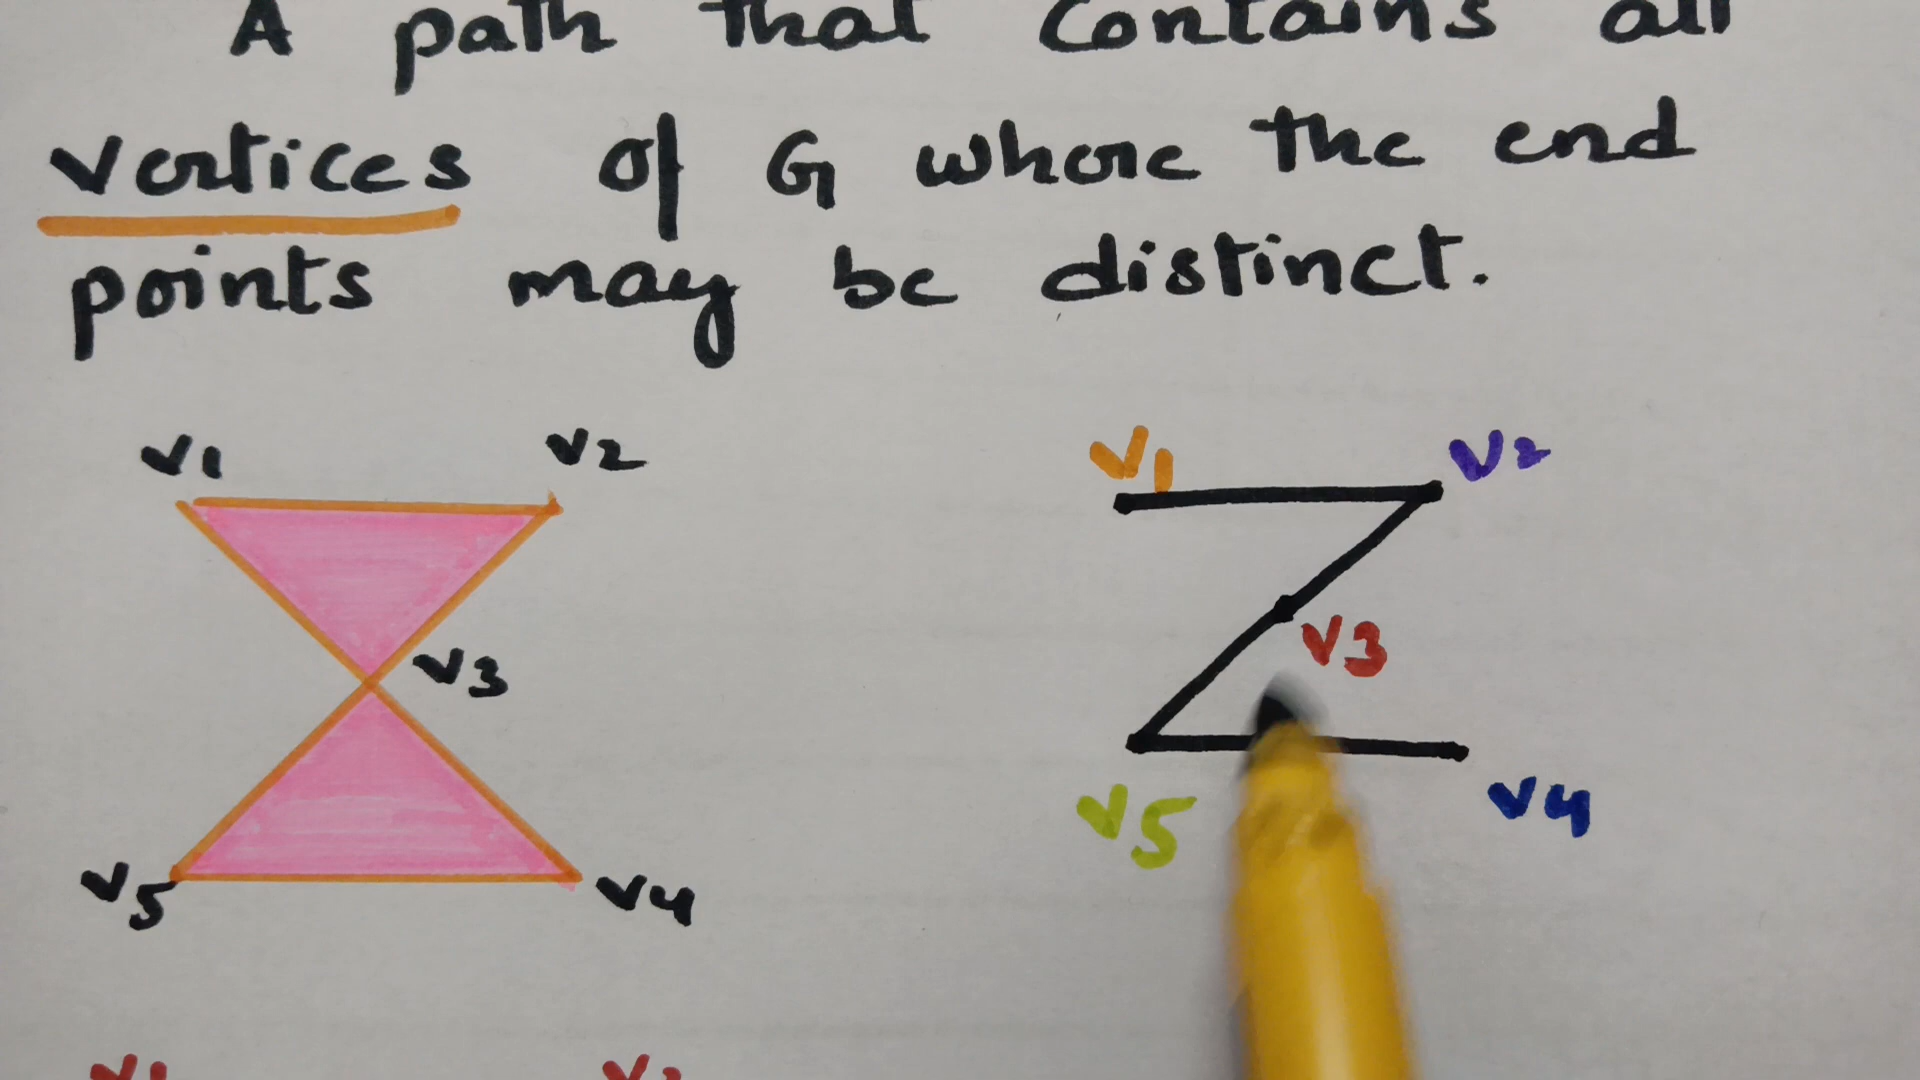 A path that contains all
vertices of G where the end
points may be distinct.
v1 v2 v1 v2
v3 v3
v5 v4 v5 v4
v1